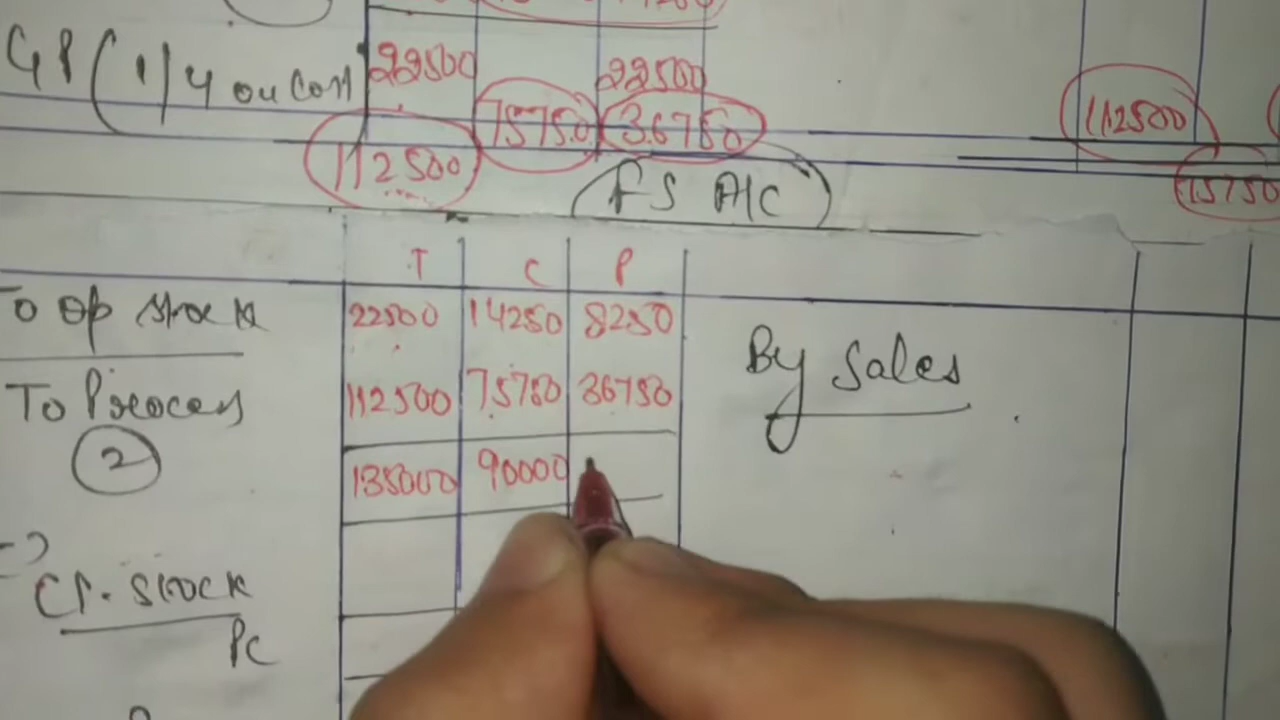 GP (1/4 on Cost 22500 22500
75750 36750 112500
112500 15750
FS A/C
T C P
To Op Stock 22500 14250 8250
By Sales
To Process 112500 75750 36750
2
135000 90000
Cl. Stock
PC